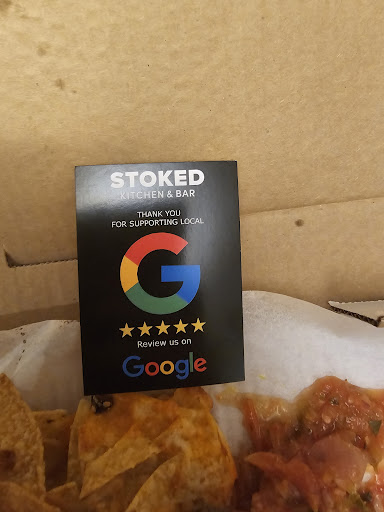 STOKED
KITCHEN & BAR
THANK YOU
FOR SUPPORTING LOCAL
G
Review us on
Google